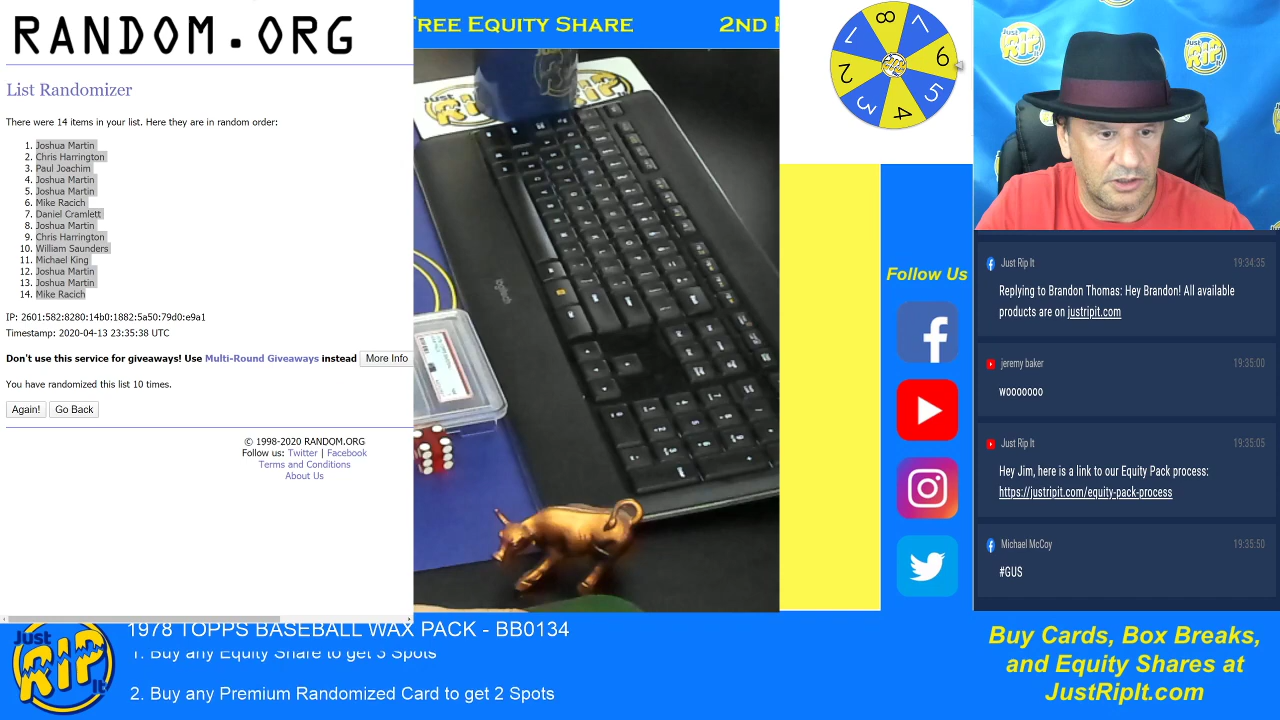 RANDOM.ORG
List Randomizer
There were 14 items in your list. Here they are in random order:
1. Joshua Martin
2. Chris Harrington
3. Paul Joachim
4. Joshua Martin
5. Joshua Martin
6. Mike Racich
7. Daniel Cramlett
8. Joshua Martin
9. Chris Harrington
10. William Saunders
11. Michael King
12. Joshua Martin
13. Joshua Martin
14. Mike Racich
IP: 2601:582:8280:14b0:1882:5a50:79d0:e9a1
Timestamp: 2020-04-13 23:35:38 UTC
Don't use this service for giveaways! Use Multi-Round Giveaways instead More Info
You have randomized this list 10 times.
Again! Go Back
© 1998-2020 RANDOM.ORG
Follow us: Twitter | Facebook
Terms and Conditions
About Us
FREE EQUITY SHARE 2ND
logitech
8
7
6
5
4
3
2
1
Follow Us
Just Rip It 19:34:35
Replying to Brandon Thomas: Hey Brandon! All available
products are on justripit.com
jeremy baker 19:35:00
wooooooo
Just Rip It 19:35:05
Hey Jim, here is a link to our Equity Pack process:
https://justripit.com/equity-pack-process
Michael McCoy 19:35:50
#GUS
Just RIP It
1978 TOPPS BASEBALL WAX PACK - BB0134
1. Buy any Equity Share to get 3 Spots
2. Buy any Premium Randomized Card to get 2 Spots
Buy Cards, Box Breaks,
and Equity Shares at
JustRipIt.com